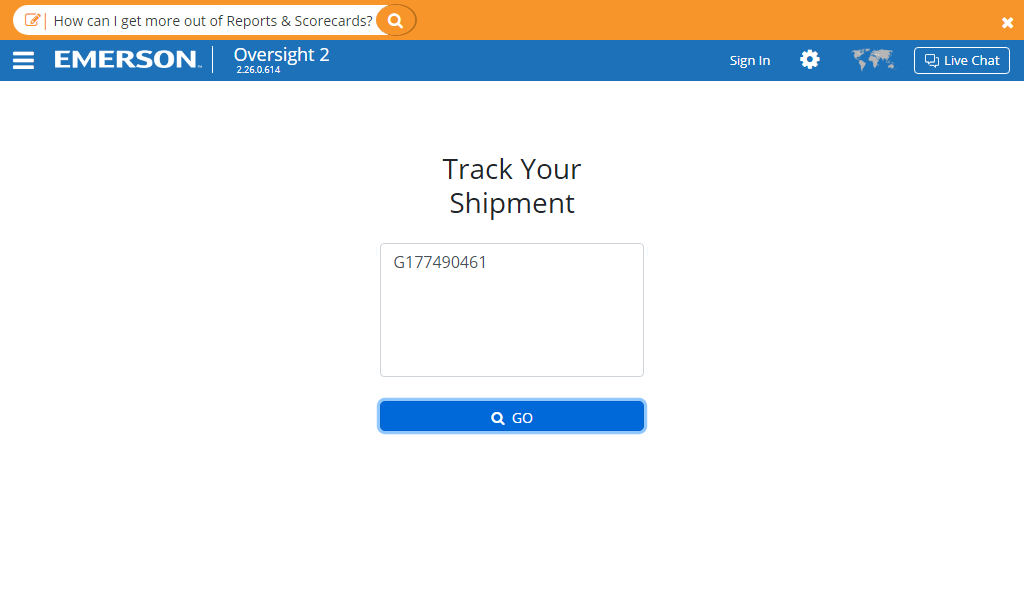 How can I get more out of Reports & Scorecards?
EMERSON™
Oversight 2
2.26.0.614
Sign In
Live Chat
Track Your
Shipment
G177490461
GO